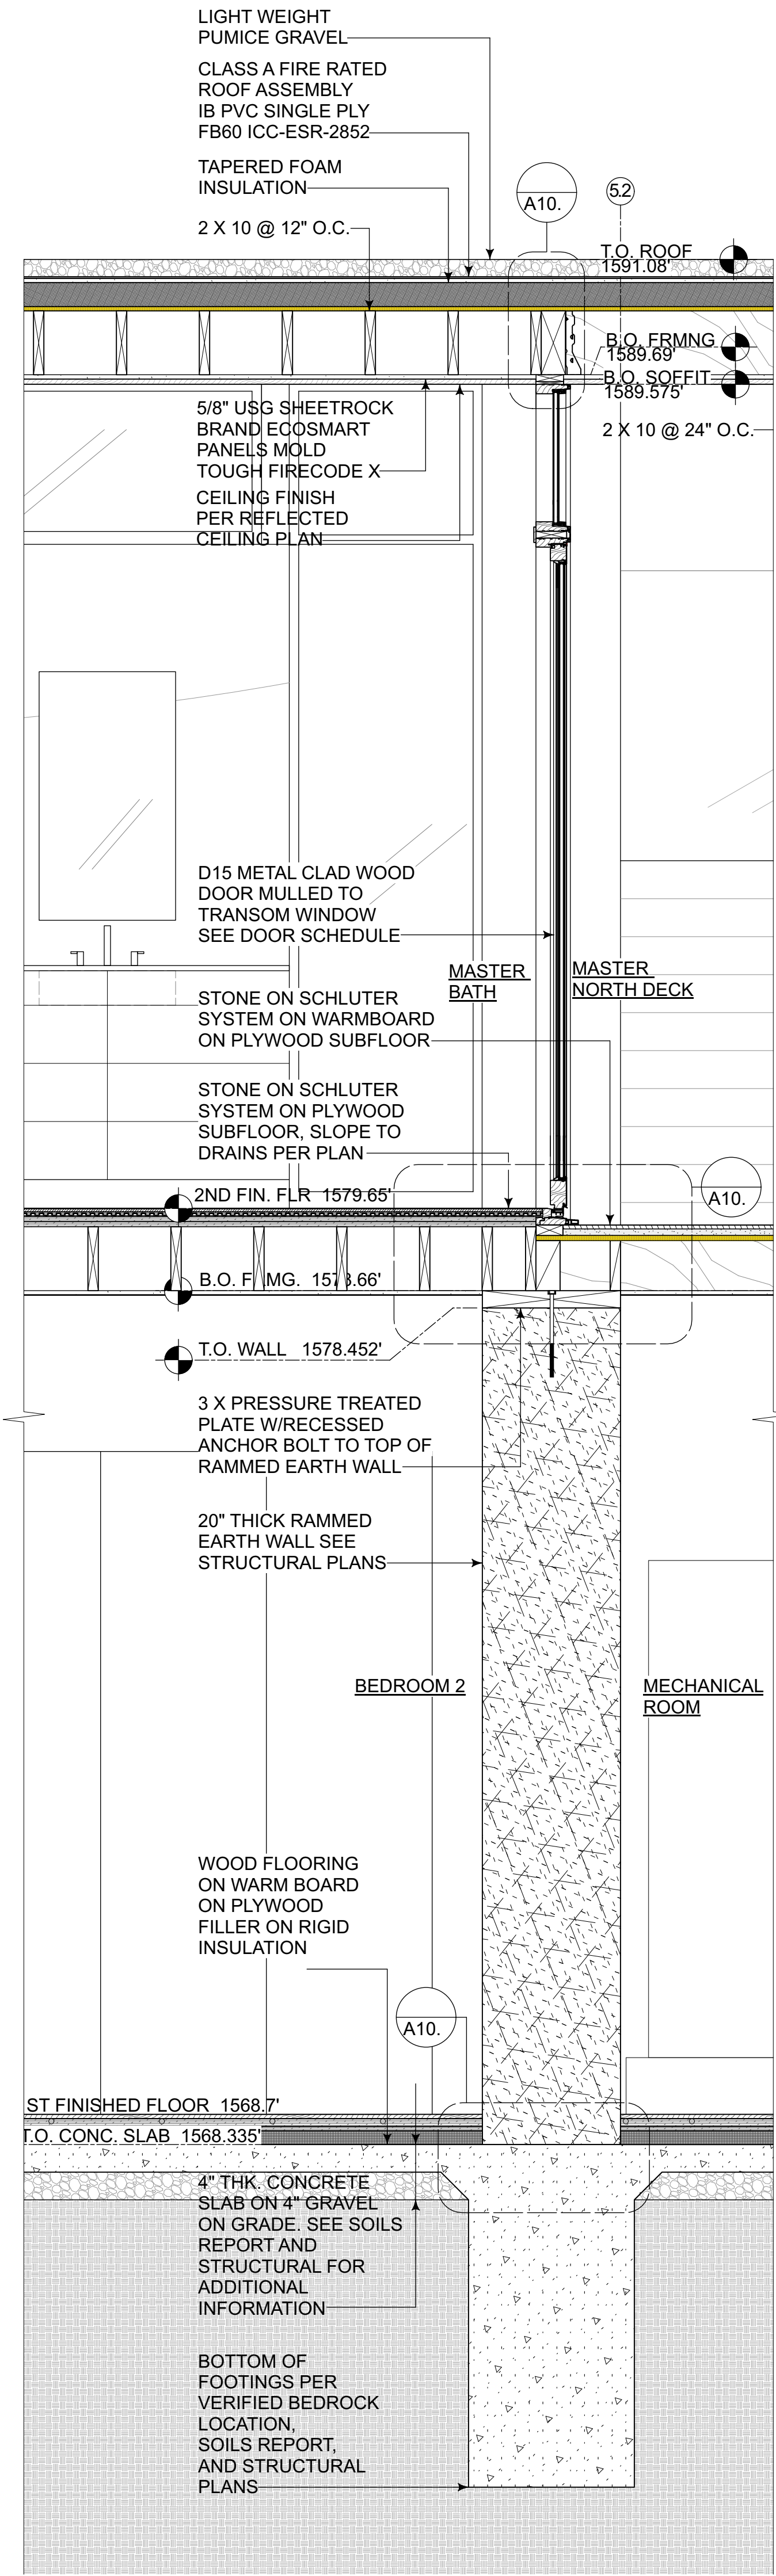 LIGHT WEIGHT
PUMICE GRAVEL
CLASS A FIRE RATED
ROOF ASSEMBLY
IB PVC SINGLE PLY
FB60 ICC-ESR-2852
TAPERED FOAM
INSULATION
2 X 10 @ 12" O.C.
A10.
5.2
T.O. ROOF
1591.08'
B.O. FRMNG
1589.69'
B.O. SOFFIT
1589.575'
2 X 10 @ 24" O.C.
5/8" USG SHEETROCK
BRAND ECOSMART
PANELS MOLD
TOUGH FIRECODE X
CEILING FINISH
PER REFLECTED
CEILING PLAN
D15 METAL CLAD WOOD
DOOR MULLED TO
TRANSOM WINDOW
SEE DOOR SCHEDULE
MASTER
BATH
MASTER
NORTH DECK
STONE ON SCHLUTER
SYSTEM ON WARMBOARD
ON PLYWOOD SUBFLOOR
STONE ON SCHLUTER
SYSTEM ON PLYWOOD
SUBFLOOR, SLOPE TO
DRAINS PER PLAN
A10.
2ND FIN. FLR 1579.65'
B.O. F MG. 1578.66'
T.O. WALL 1578.452'
3 X PRESSURE TREATED
PLATE W/RECESSED
ANCHOR BOLT TO TOP OF
RAMMED EARTH WALL
20" THICK RAMMED
EARTH WALL SEE
STRUCTURAL PLANS
BEDROOM 2
MECHANICAL
ROOM
WOOD FLOORING
ON WARM BOARD
ON PLYWOOD
FILLER ON RIGID
INSULATION
A10.
ST FINISHED FLOOR 1568.7'
T.O. CONC. SLAB 1568.335'
4" THK. CONCRETE
SLAB ON 4" GRAVEL
ON GRADE. SEE SOILS
REPORT AND
STRUCTURAL FOR
ADDITIONAL
INFORMATION
BOTTOM OF
FOOTINGS PER
VERIFIED BEDROCK
LOCATION,
SOILS REPORT,
AND STRUCTURAL
PLANS